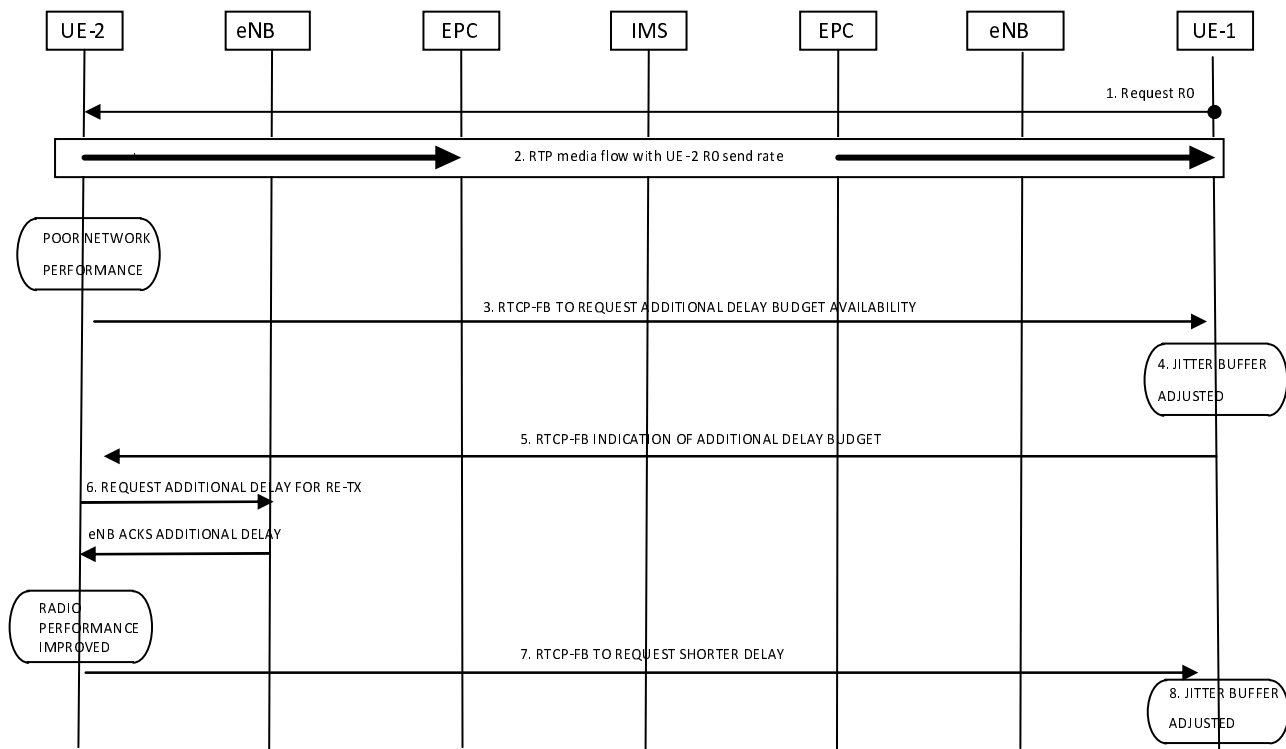 UE-2
eNB
EPC
IMS
EPC
eNB
UE-1
1. Request R0
2. RTP media flow with UE-2 R0 send rate
POOR NETWORK
PERFORMANCE
3. RTCP-FB TO REQUEST ADDITIONAL DELAY BUDGET AVAILABILITY
4. JITTER BUFFER
ADJUSTED
5. RTCP-FB INDICATION OF ADDITIONAL DELAY BUDGET
6. REQUEST ADDITIONAL DELAY FOR RE-TX
eNB ACKS ADDITIONAL DELAY
RADIO
PERFORMANCE
IMPROVED
7. RTCP-FB TO REQUEST SHORTER DELAY
8. JITTER BUFFER
ADJUSTED